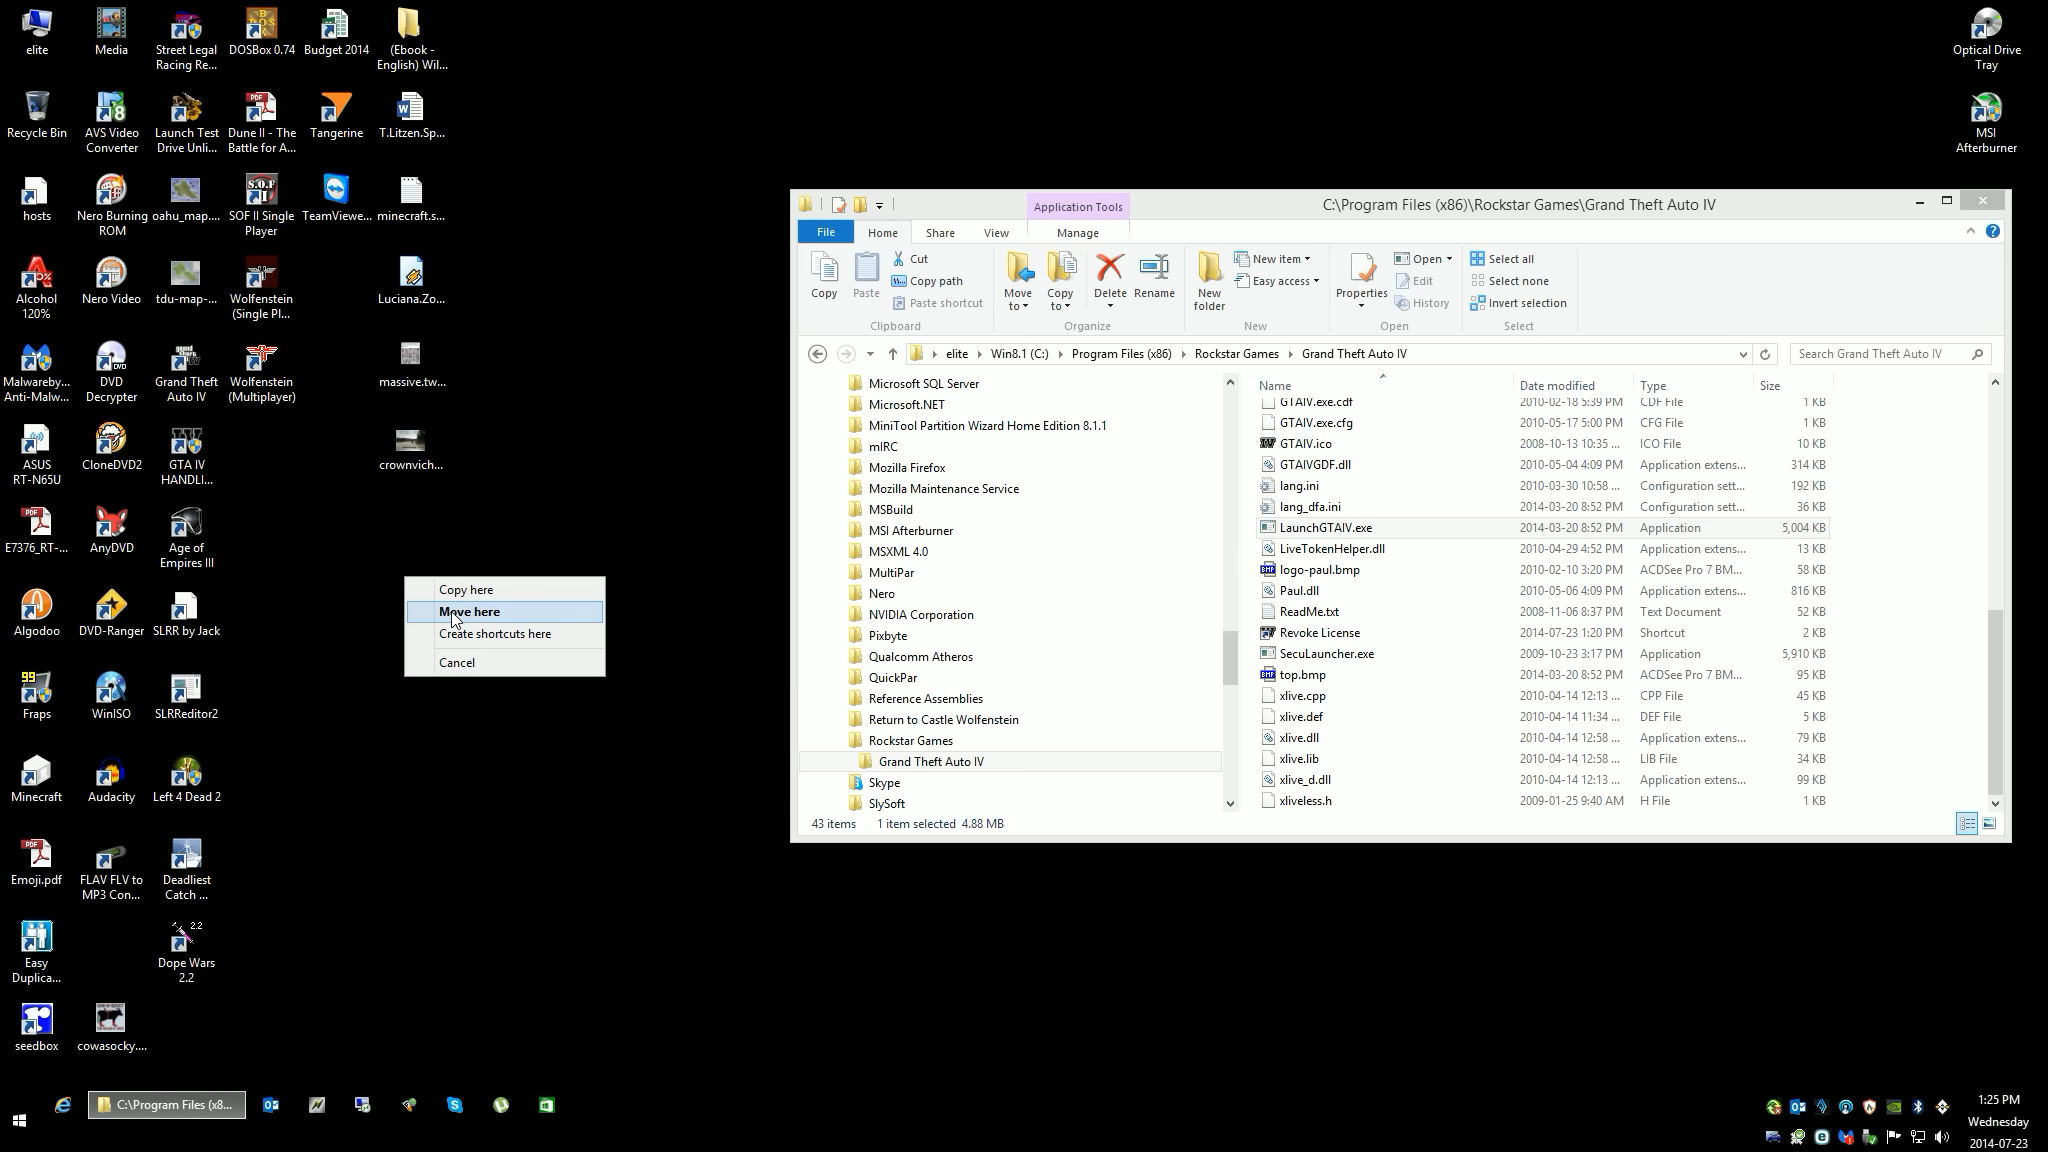 elite
Media
Street Legal
Racing Re...
DOSBox 0.74
Budget 2014
(Ebook -
English) Wil...
Recycle Bin
AVS Video
Converter
Launch Test
Drive Unli...
Dune II - The
Battle for A...
Tangerine
T.Litzen.Sp...
hosts
Nero Burning
ROM
oahu_map....
SOF II Single
Player
TeamViewe...
minecraft.s...
Alcohol
120%
Nero Video
tdu-map-...
Wolfenstein
(Single Pl...
Luciana.Zo...
Malwareby...
Anti-Malw...
DVD
Decrypter
Grand Theft
Auto IV
Wolfenstein
(Multiplayer)
massive.tw...
ASUS
RT-N65U
CloneDVD2
GTA IV
HANDLI...
crownvich...
E7376_RT-...
AnyDVD
Age of
Empires III
Algodoo
DVD-Ranger
SLRR by Jack
99
Fraps
WinISO
SLRReditor2
Minecraft
Audacity
Left 4 Dead 2
Emoji.pdf
FLAV FLV to
MP3 Con...
Deadliest
Catch ...
Easy
Duplica...
2.2
Dope Wars
2.2
seedbox
cowasocky....
Optical Drive
Tray
MSI
Afterburner
Copy here
Move here
Create shortcuts here
Cancel
Application Tools
C:\Program Files (x86)\Rockstar Games\Grand Theft Auto IV
File
Home
Share
View
Manage
Copy
Paste
Cut
Copy path
Paste shortcut
Clipboard
Move
to
Copy
to
Delete
Rename
Organize
New
folder
New item
Easy access
New
Properties
Open
Edit
History
Open
Select all
Select none
Invert selection
Select
elite
Win8.1 (C:)
Program Files (x86)
Rockstar Games
Grand Theft Auto IV
Search Grand Theft Auto IV
Microsoft SQL Server
Microsoft.NET
MiniTool Partition Wizard Home Edition 8.1.1
mIRC
Mozilla Firefox
Mozilla Maintenance Service
MSBuild
MSI Afterburner
MSXML 4.0
MultiPar
Nero
NVIDIA Corporation
Pixbyte
Qualcomm Atheros
QuickPar
Reference Assemblies
Return to Castle Wolfenstein
Rockstar Games
Grand Theft Auto IV
Skype
SlySoft
Name Date modified Type Size
GTAIV.exe.cdf 2010-02-18 5:39 PM CDF File 1 KB
GTAIV.exe.cfg 2010-05-17 5:00 PM CFG File 1 KB
GTAIV.ico 2008-10-13 10:35 ... ICO File 10 KB
GTAIVGDF.dll 2010-05-04 4:09 PM Application extens... 314 KB
lang.ini 2010-03-30 10:58 ... Configuration sett... 192 KB
lang_dfa.ini 2014-03-20 8:52 PM Configuration sett... 36 KB
LaunchGTAIV.exe 2014-03-20 8:52 PM Application 5,004 KB
LiveTokenHelper.dll 2010-04-29 4:52 PM Application extens... 13 KB
logo-paul.bmp 2010-02-10 3:20 PM ACDSee Pro 7 BM... 58 KB
Paul.dll 2010-05-06 4:09 PM Application extens... 816 KB
ReadMe.txt 2008-11-06 8:37 PM Text Document 52 KB
Revoke License 2014-07-23 1:20 PM Shortcut 2 KB
SecuLauncher.exe 2009-10-23 3:17 PM Application 5,910 KB
top.bmp 2014-03-20 8:52 PM ACDSee Pro 7 BM... 95 KB
xlive.cpp 2010-04-14 12:13 ... CPP File 45 KB
xlive.def 2010-04-14 11:34 ... DEF File 5 KB
xlive.dll 2010-04-14 12:58 ... Application extens... 79 KB
xlive.lib 2010-04-14 12:58 ... LIB File 34 KB
xlive_d.dll 2010-04-14 12:13 ... Application extens... 99 KB
xliveless.h 2009-01-25 9:40 AM H File 1 KB
43 items 1 item selected 4.88 MB
C:\Program Files (x8...
1:25 PM
Wednesday
2014-07-23